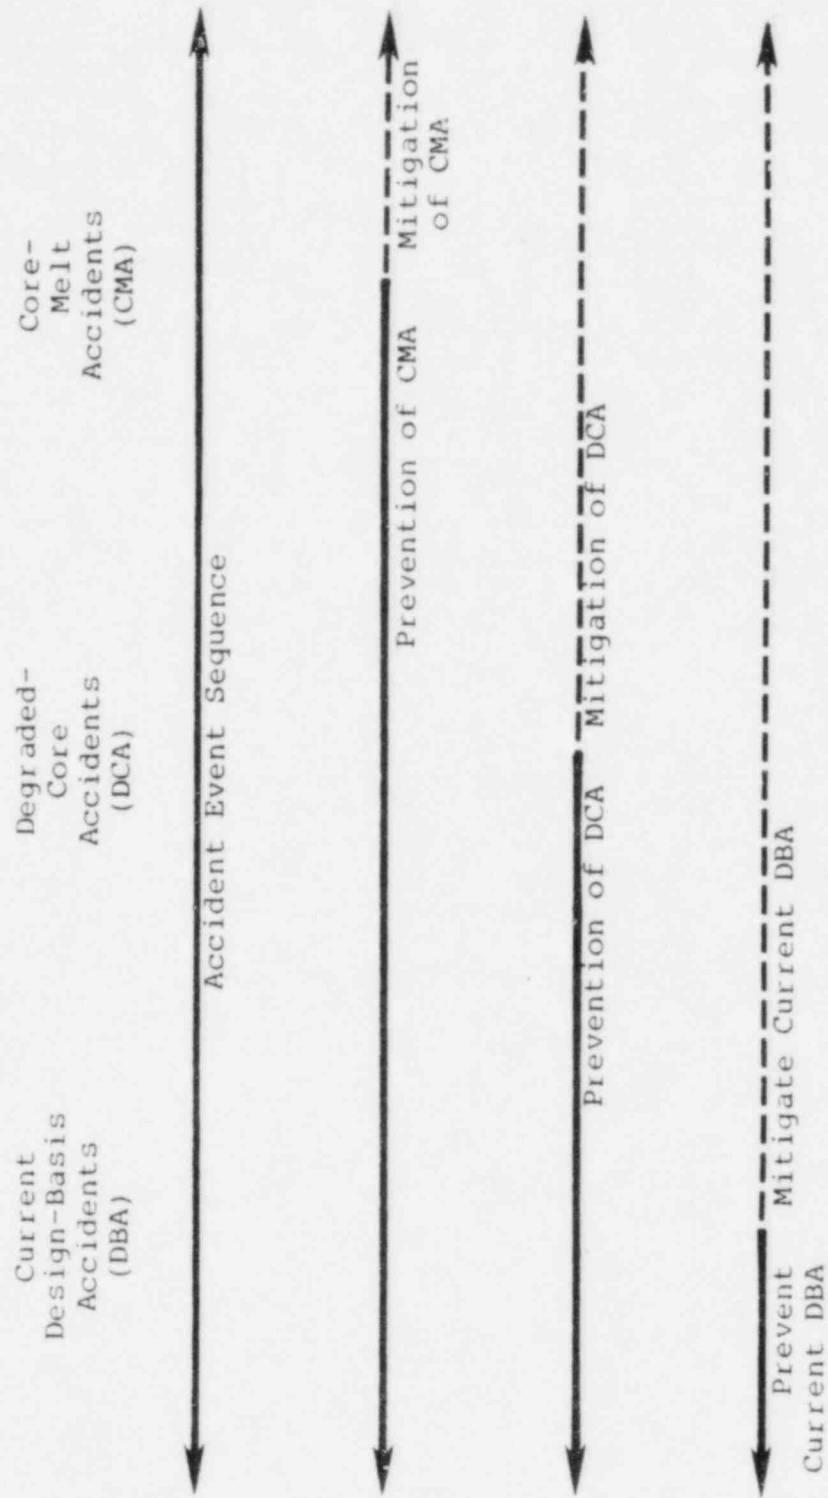 Current
Design-Basis
Accidents
(DBA)
Degraded-
Core
Accidents
(DCA)
Core-
Melt
Accidents
(CMA)
Accident Event Sequence
Prevention of CMA
Mitigation
of CMA
Prevention of DCA
Mitigation of DCA
Prevent
Current DBA
Mitigate Current DBA